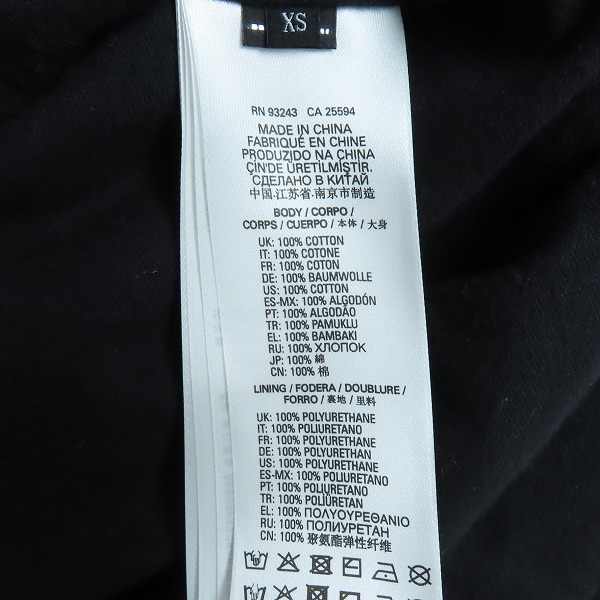 XS
RN 93243 CA 25594
MADE IN CHINA
FABRIQUÉ EN CHINE
PRODUZIDO NA CHINA
ÇIN'DE ÜRETİLMİŞTİR.
СДЕЛАНО В КИТАЙ
中国.江苏省.南京市制造
BODY / CORPO /
CORPS / CUERPO / 本体 / 大身
UK: 100% COTTON
IT: 100% COTONE
FR: 100% COTON
DE: 100% BAUMWOLLE
US: 100% COTTON
ES-MX: 100% ALGODÓN
PT: 100% ALGODÃO
TR: 100% PAMUKLU
EL: 100% BAMBAKI
RU: 100% ХЛОПОК
JP: 100% 綿
CN: 100% 棉
LINING / FODERA / DOUBLURE /
FORRO / 裏地 / 里料
UK: 100% POLYURETHANE
IT: 100% POLIURETANO
FR: 100% POLYURETHANE
DE: 100% POLYURETHAN
US: 100% POLYURETHANE
ES-MX: 100% POLIURETANO
PT: 100% POLIURETANO
TR: 100% POLİÜRETAN
EL: 100% ΠΟΛΥΟΥΡΕΘΑΝΙΟ
RU: 100% ПОЛИУРЕТАН
CN: 100% 聚氨酯弹性纤维